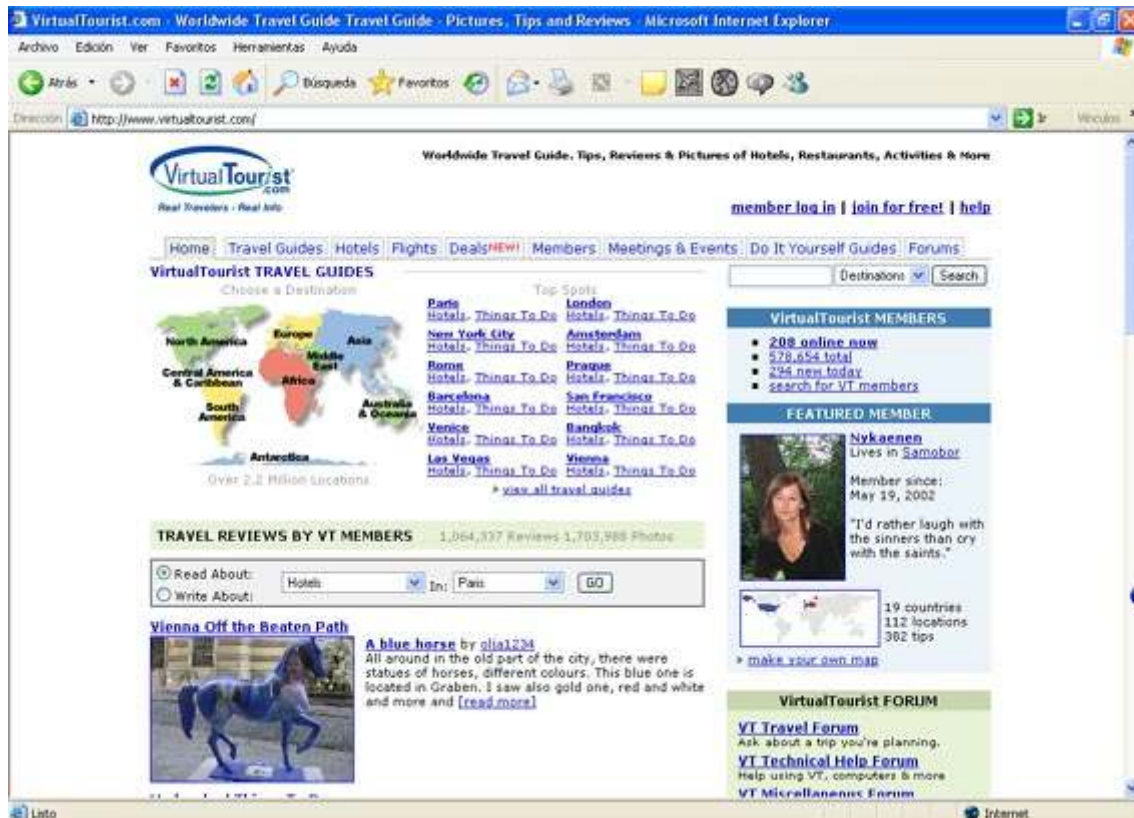 VirtualTourist.com - Worldwide Travel Guide Travel Guide - Pictures, Tips and Reviews - Microsoft Internet Explorer
Archivo Edición Ver Favoritos Herramientas Ayuda
Atrás Búsqueda Favoritos
Dirección http://www.virtualtourist.com/ Ir Vínculos
VirtualTourist .com
Real Travelers - Real Info
Worldwide Travel Guide, Tips, Reviews & Pictures of Hotels, Restaurants, Activities & More
member log in | join for free! | help
Home Travel Guides Hotels Flights Deals NEW! Members Meetings & Events Do It Yourself Guides Forums
VirtualTourist TRAVEL GUIDES
Choose a Destination
North America
Europe
Asia
Middle East
Central America & Caribbean
Africa
South America
Australia & Oceania
Antarctica
Over 2.2 Million Locations
Top Spots
Paris London
Hotels, Things To Do Hotels, Things To Do
New York City Amsterdam
Hotels, Things To Do Hotels, Things To Do
Rome Prague
Hotels, Things To Do Hotels, Things To Do
Barcelona San Francisco
Hotels, Things To Do Hotels, Things To Do
Venice Bangkok
Hotels, Things To Do Hotels, Things To Do
Las Vegas Vienna
Hotels, Things To Do Hotels, Things To Do
view all travel guides
Destinations Search
VirtualTourist MEMBERS
208 online now
578,654 total
294 new today
search for VT members
FEATURED MEMBER
Nykaenen
Lives in Samobor
Member since:
May 19, 2002
"I'd rather laugh with
the sinners than cry
with the saints."
19 countries
112 locations
382 tips
make your own map
TRAVEL REVIEWS BY VT MEMBERS 1,064,337 Reviews 1,703,988 Photos
Read About:
Write About:
Hotels In: Paris GO
Vienna Off the Beaten Path
A blue horse by olia1234
All around in the old part of the city, there were
statues of horses, different colours. This blue one is
located in Graben. I saw also gold one, red and white
and more and [read more]
VirtualTourist FORUM
VT Travel Forum
Ask about a trip you're planning.
VT Technical Help Forum
Help using VT, computers & more
VT Miscellaneous Forum
Listo Internet